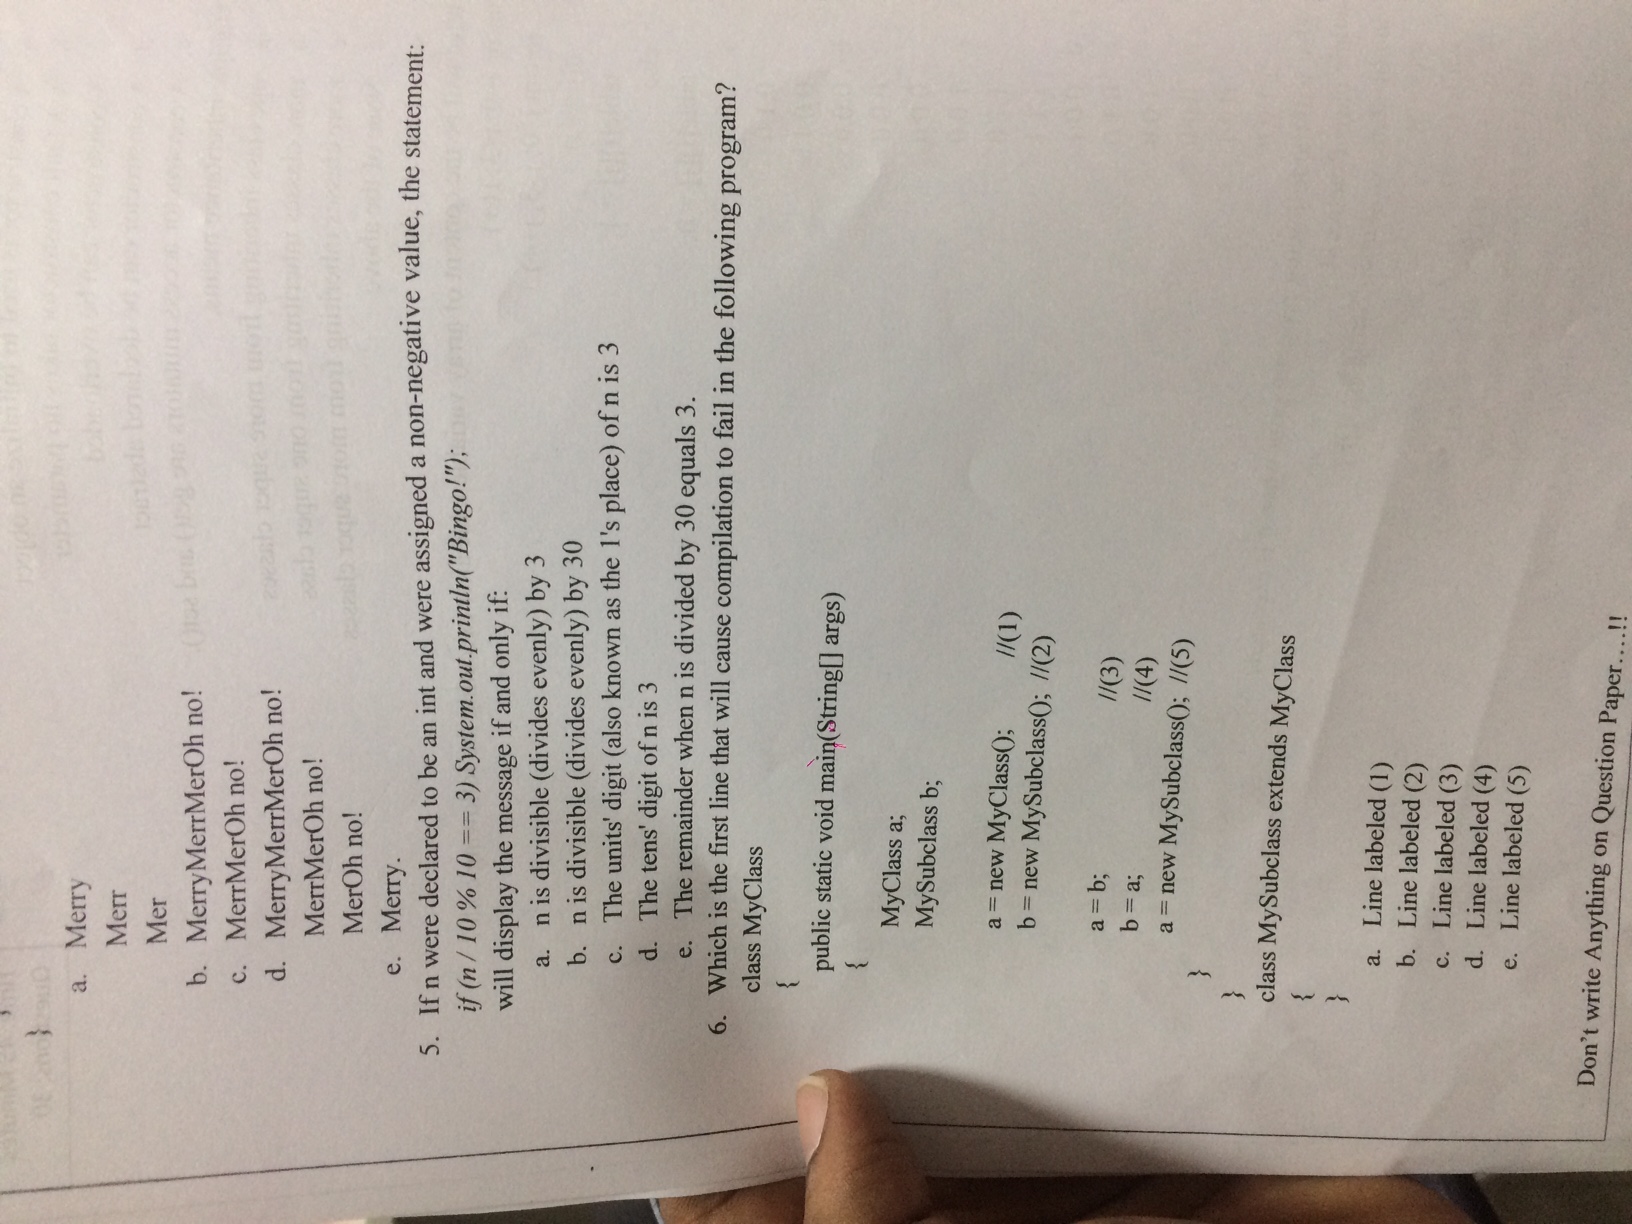 }
a. Merry
Merr
Mer
b. MerryMerrMerOh no!
c. MerrMerOh no!
d. MerryMerrMerOh no!
MerrMerOh no!
MerOh no!
e. Merry.
5. If n were declared to be an int and were assigned a non-negative value, the statement:
if (n / 10 % 10 == 3) System.out.println("Bingo!");
will display the message if and only if:
a. n is divisible (divides evenly) by 3
b. n is divisible (divides evenly) by 30
c. The units' digit (also known as the 1's place) of n is 3
d. The tens' digit of n is 3
e. The remainder when n is divided by 30 equals 3.
6. Which is the first line that will cause compilation to fail in the following program?
class MyClass
{
public static void main(String[] args)
{
MyClass a;
MySubclass b;
a = new MyClass(); //(1)
b = new MySubclass(); //(2)
a = b; //(3)
b = a; //(4)
a = new MySubclass(); //(5)
}
}
class MySubclass extends MyClass
{
}
a. Line labeled (1)
b. Line labeled (2)
c. Line labeled (3)
d. Line labeled (4)
e. Line labeled (5)
Don't write Anything on Question Paper....!!